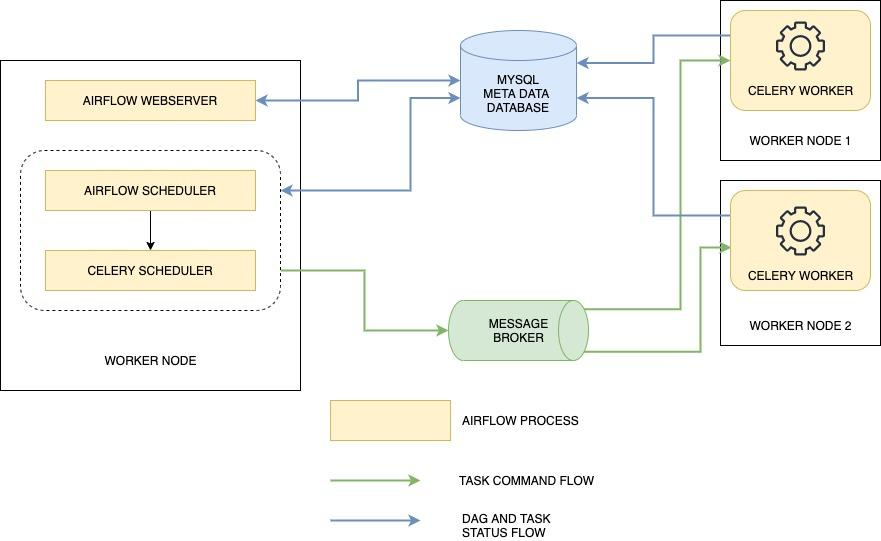 AIRFLOW WEBSERVER
AIRFLOW SCHEDULER
CELERY SCHEDULER
WORKER NODE
MYSQL
META DATA
DATABASE
MESSAGE
BROKER
CELERY WORKER
WORKER NODE 1
CELERY WORKER
WORKER NODE 2
AIRFLOW PROCESS
TASK COMMAND FLOW
DAG AND TASK
STATUS FLOW